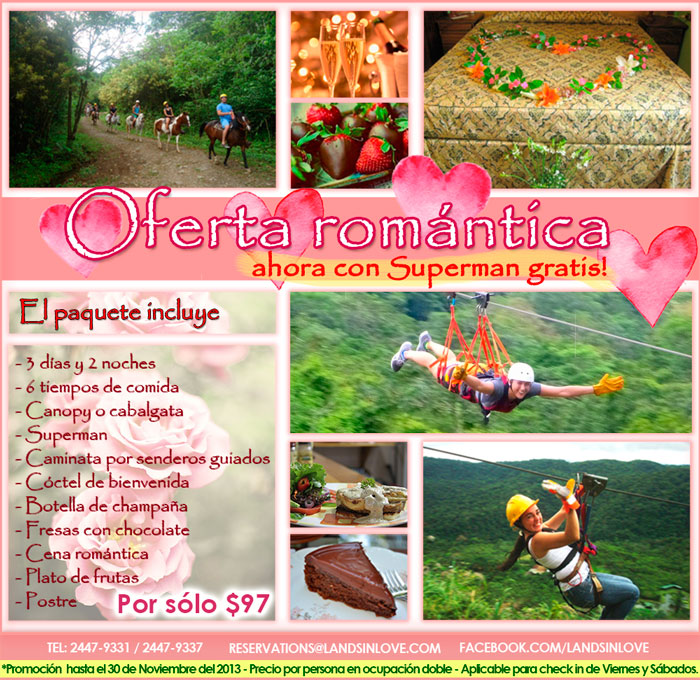 Oferta romántica
ahora con Superman gratis!
El paquete incluye
- 3 días y 2 noches
- 6 tiempos de comida
- Canopy o cabalgata
- Superman
- Caminata por senderos guiados
- Cóctel de bienvenida
- Botella de champaña
- Fresas con chocolate
- Cena romántica
- Plato de frutas
- Postre
Por sólo $97
TEL: 2447-9331 / 2447-9337 RESERVATIONS@LANDSINLOVE.COM FACEBOOK.COM/LANDSINLOVE
*Promoción hasta el 30 de Noviembre del 2013 - Precio por persona en ocupación doble - Aplicable para check in de Viernes y Sábados.